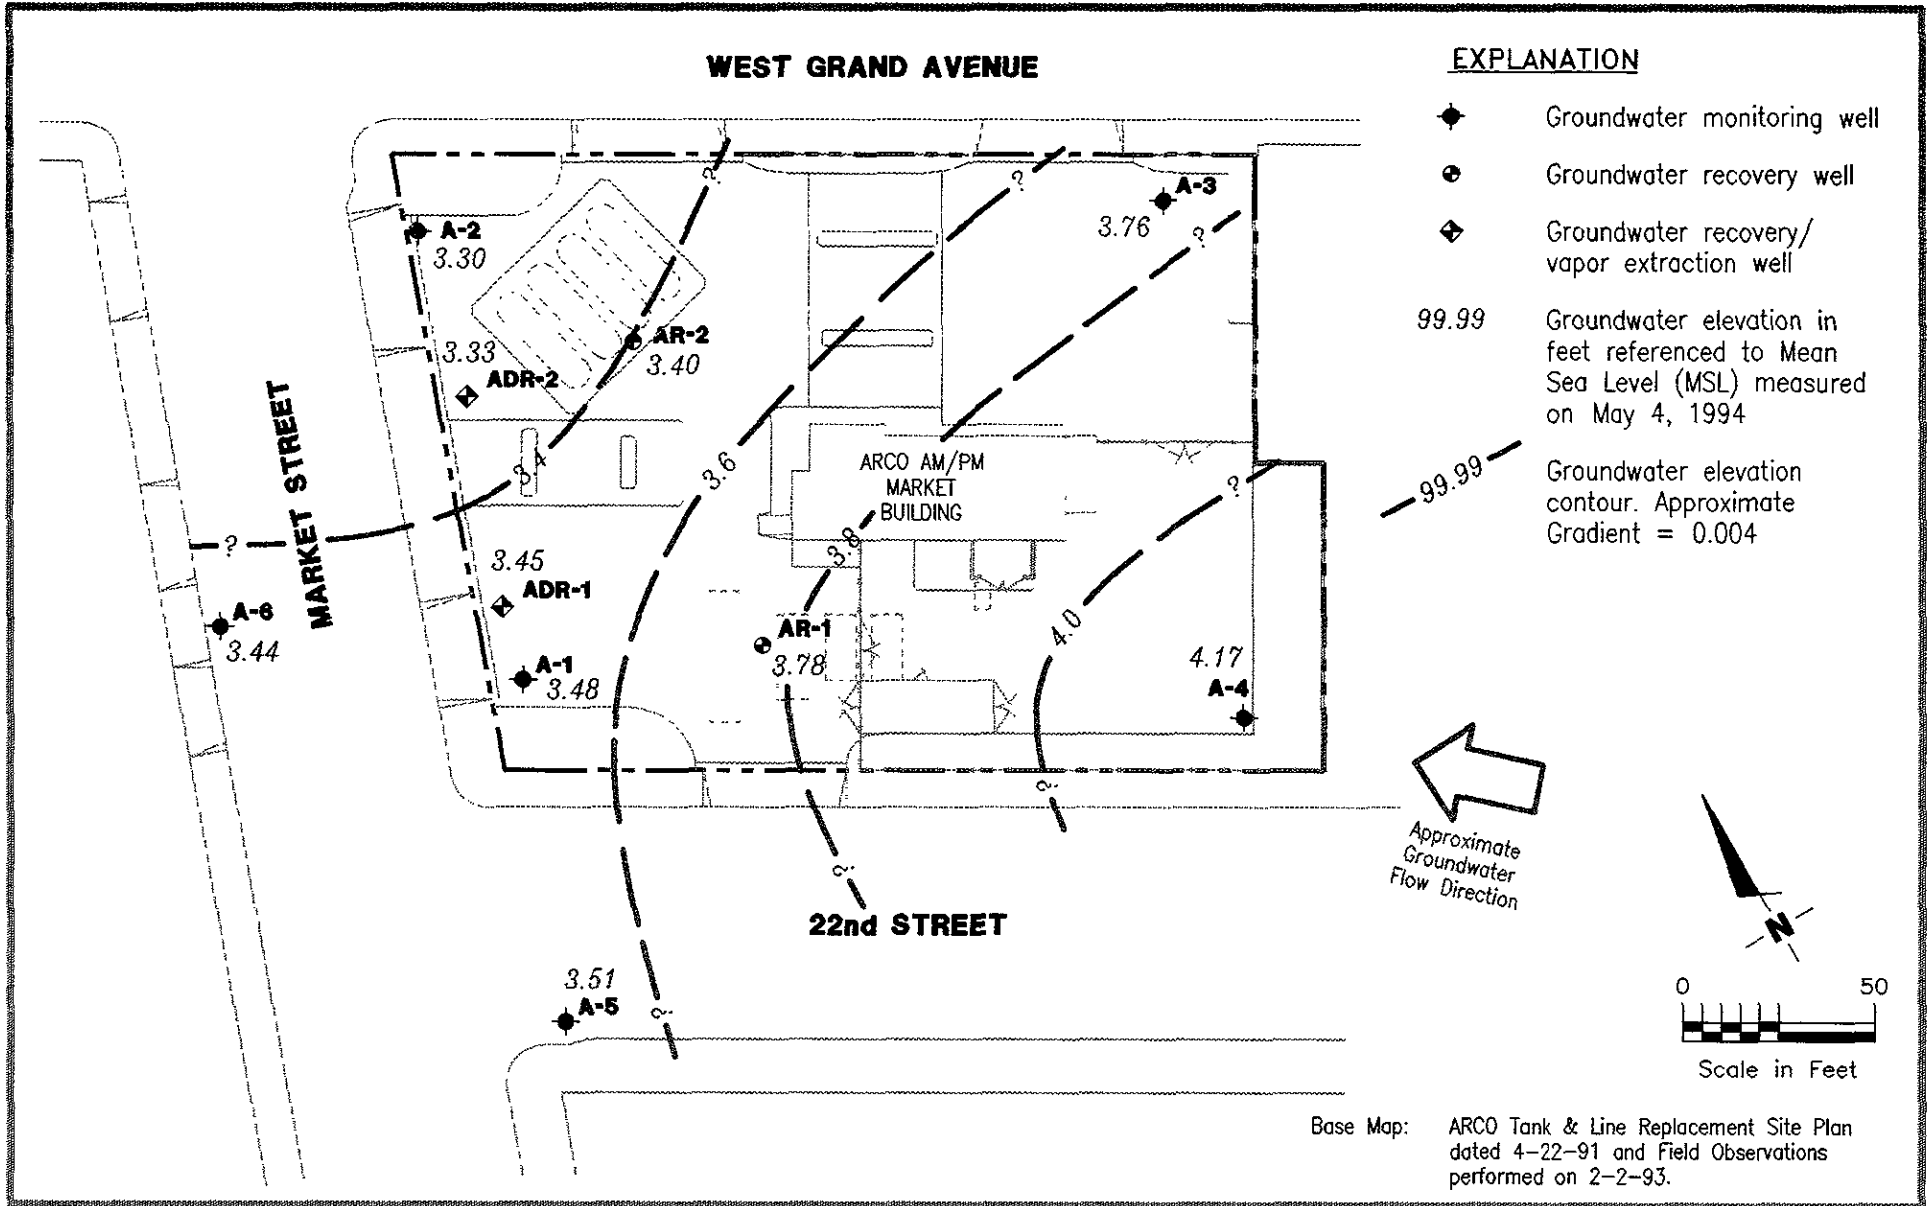 WEST GRAND AVENUE
EXPLANATION
Groundwater monitoring well
Groundwater recovery well
Groundwater recovery/
vapor extraction well
99.99
Groundwater elevation in
feet referenced to Mean
Sea Level (MSL) measured
on May 4, 1994
99.99
Groundwater elevation
contour. Approximate
Gradient = 0.004
A-2
3.30
?
?
A-3
3.76
?
AR-2
3.40
3.33
ADR-2
3.4
3.6
ARCO AM/PM
MARKET
BUILDING
?
?
MARKET STREET
3.8
3.45
ADR-1
A-6
3.44
A-1
3.48
AR-1
3.78
4.0
4.17
A-4
?
?
Approximate
Groundwater
Flow Direction
22nd STREET
N
3.51
A-5
?
0 50
Scale in Feet
Base Map: ARCO Tank & Line Replacement Site Plan
dated 4-22-91 and Field Observations
performed on 2-2-93.